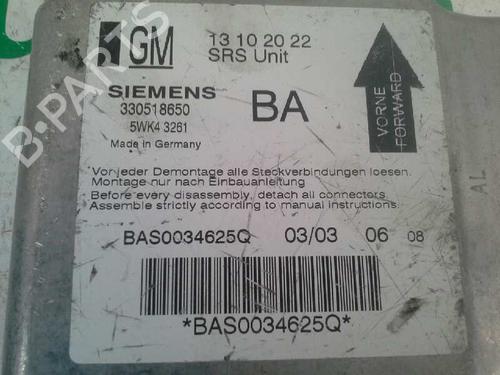 GM
13 10 20 22
SRS Unit
SIEMENS
330518650
5WK4 3261
Made in Germany
BA
VORNE
FORWARD
Vor jeder Demontage alle Steckverbindungen loesen.
Montage nur nach Einbauanleitung
Before every disassembly, detach all connectors.
Assemble strictly according to manual instructions.
BAS0034625Q 03/03 06 08
*BAS0034625Q*
AL
B-PARTS